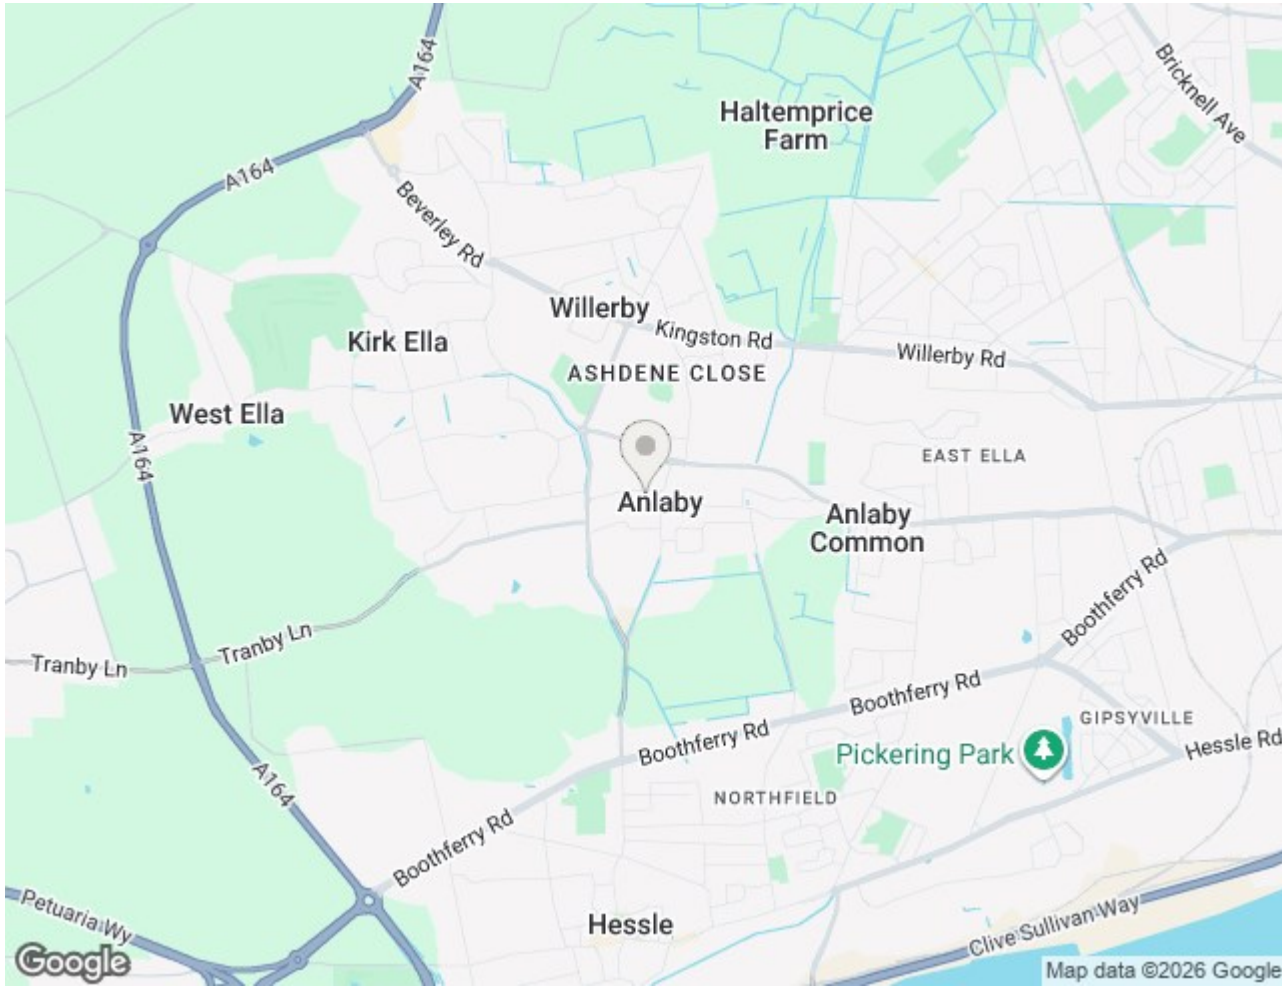 A164
Bricknell Ave
Haltemprice
Farm
A164
Beverley Rd
Willerby
Kingston Rd
Kirk Ella
Willerby Rd
ASHDENE CLOSE
West Ella
A164
EAST ELLA
Anlaby
Anlaby
Common
Boothferry Rd
Tranby Ln
Tranby Ln
Boothferry Rd
GIPSYVILLE
Boothferry Rd
Hessle Rd
Pickering Park
A164
NORTHFIELD
Boothferry Rd
Petuaria Wy
Hessle
Clive Sullivan Way
Google
Map data ©2026 Google